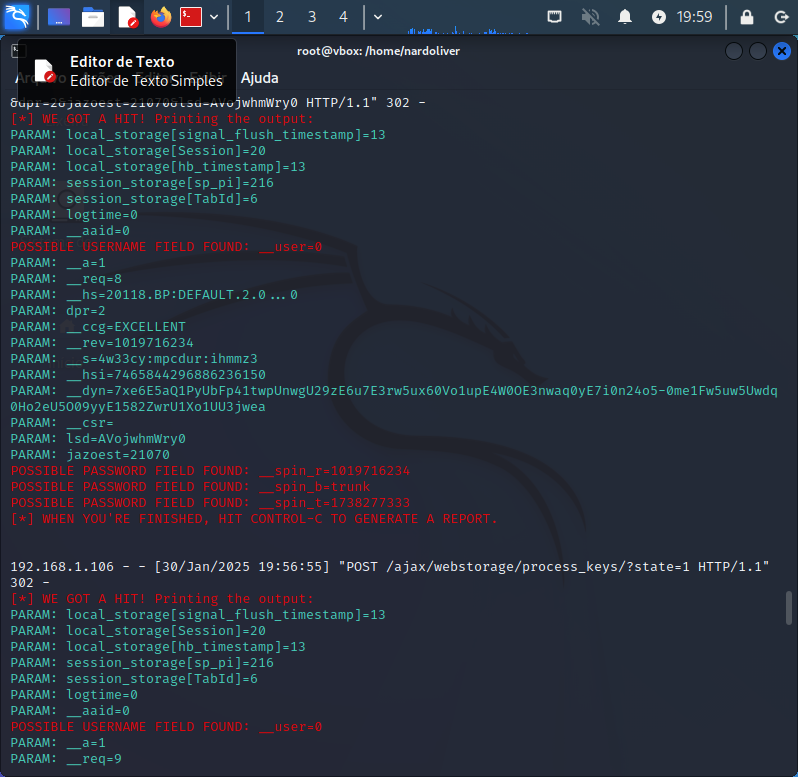 1 2 3 4 19:59
root@vbox: /home/nardoliver
Editor de Texto
Editor de Texto Simples
Ajuda
&dpr=2&jazoest=21070&lsd=AVojwhmWry0 HTTP/1.1" 302 -
[*] WE GOT A HIT! Printing the output:
PARAM: local_storage[signal_flush_timestamp]=13
PARAM: local_storage[Session]=20
PARAM: local_storage[hb_timestamp]=13
PARAM: session_storage[sp_pi]=216
PARAM: session_storage[TabId]=6
PARAM: logtime=0
PARAM: __aaid=0
POSSIBLE USERNAME FIELD FOUND: __user=0
PARAM: __a=1
PARAM: __req=8
PARAM: __hs=20118.BP:DEFAULT.2.0...0
PARAM: dpr=2
PARAM: __ccg=EXCELLENT
PARAM: __rev=1019716234
PARAM: __s=4w33cy:mpcdur:ihmmz3
PARAM: __hsi=7465844296886236150
PARAM: __dyn=7xe6E5aQ1PyUbFp41twpUnwgU29zE6u7E3rw5ux60Vo1upE4W0OE3nwaq0yE7i0n24o5-0me1Fw5uw5Uwdq
0Ho2eU5O09yyE1582ZwrU1Xo1UU3jwea
PARAM: __csr=
PARAM: lsd=AVojwhmWry0
PARAM: jazoest=21070
POSSIBLE PASSWORD FIELD FOUND: __spin_r=1019716234
POSSIBLE PASSWORD FIELD FOUND: __spin_b=trunk
POSSIBLE PASSWORD FIELD FOUND: __spin_t=1738277333
[*] WHEN YOU'RE FINISHED, HIT CONTROL-C TO GENERATE A REPORT.
192.168.1.106 - - [30/Jan/2025 19:56:55] "POST /ajax/webstorage/process_keys/?state=1 HTTP/1.1"
302 -
[*] WE GOT A HIT! Printing the output:
PARAM: local_storage[signal_flush_timestamp]=13
PARAM: local_storage[Session]=20
PARAM: local_storage[hb_timestamp]=13
PARAM: session_storage[sp_pi]=216
PARAM: session_storage[TabId]=6
PARAM: logtime=0
PARAM: __aaid=0
POSSIBLE USERNAME FIELD FOUND: __user=0
PARAM: __a=1
PARAM: __req=9